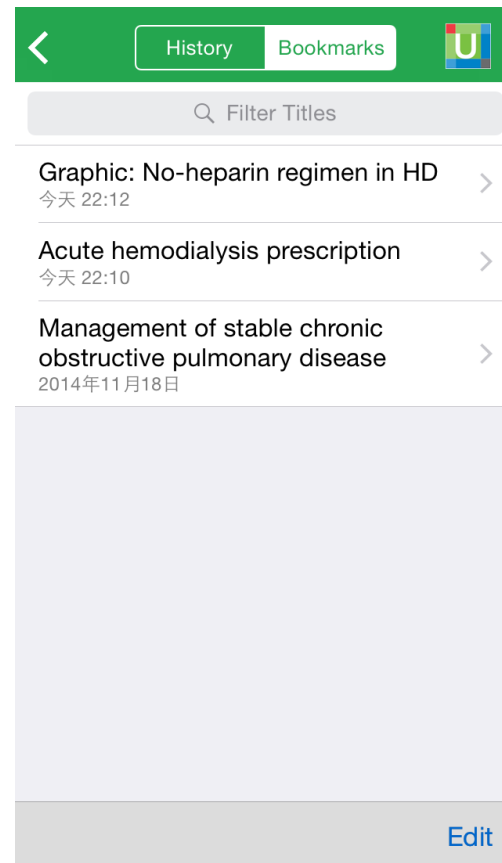 History Bookmarks U
Filter Titles
Graphic: No-heparin regimen in HD
今天 22:12
Acute hemodialysis prescription
今天 22:10
Management of stable chronic
obstructive pulmonary disease
2014年11月18日
Edit